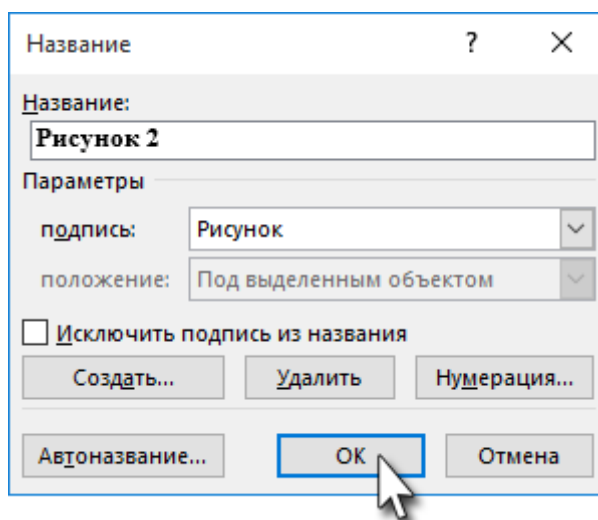 Название ?
Название:
Рисунок 2
Параметры
подпись: Рисунок
положение: Под выделенным объектом
Исключить подпись из названия
Создать... Удалить Нумерация...
Автоназвание... ОК Отмена